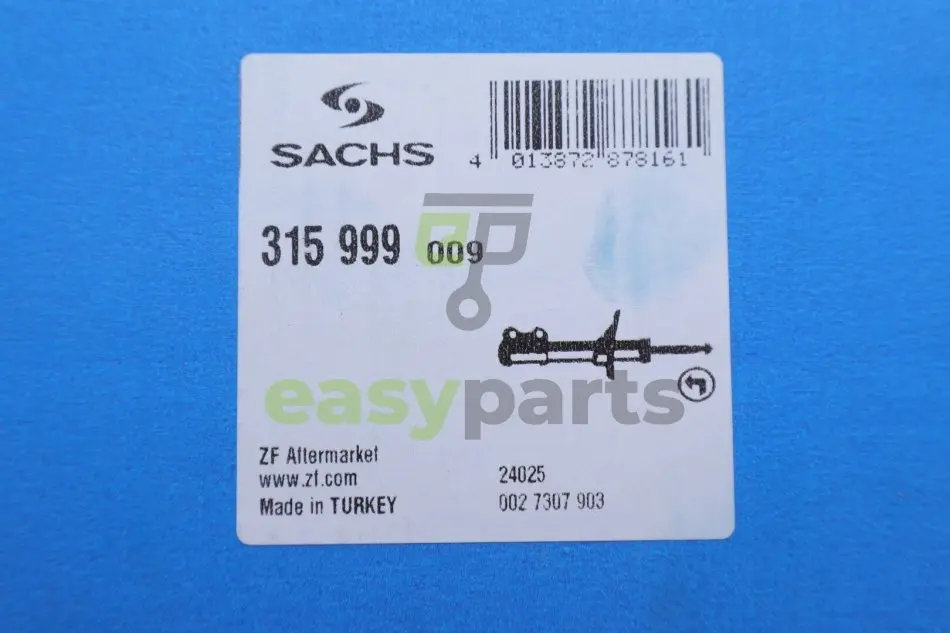 SACHS
4 013872 878161
315 999 009
easyparts
ZF Aftermarket
www.zf.com
Made in TURKEY
24025
002 7307 903